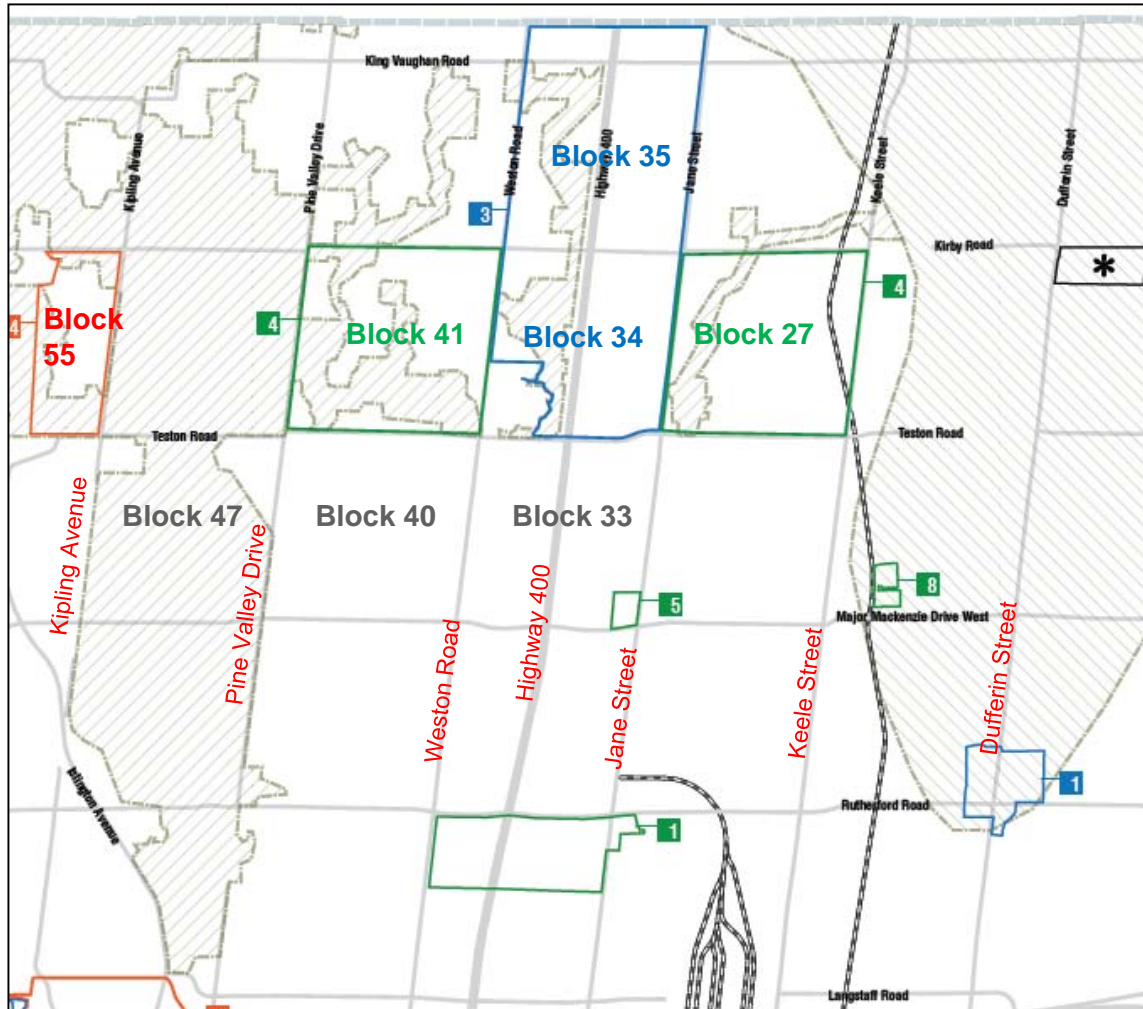 King Vaughan Road
Kipling Avenue
Pine Valley Drive
Weston Road
Highway 400
Jane Street
Keele Street
Dufferin Street
Block 35
3
Kirby Road
*
4
Block
55
4
Block 41
Block 34
Block 27
4
Teston Road
Teston Road
Block 47
Block 40
Block 33
Kipling Avenue
Pine Valley Drive
Weston Road
Highway 400
Jane Street
Keele Street
Dufferin Street
5
8
Major Mackenzie Drive West
Islington Avenue
Rutherford Road
1
1
Langstaff Road